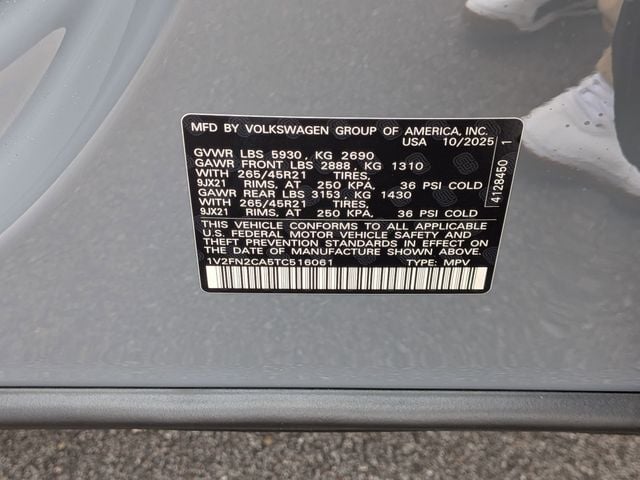 MFD BY VOLKSWAGEN GROUP OF AMERICA, INC.
USA 10/2025
GVWR LBS 5930, KG 2690
GAWR FRONT LBS 2888, KG 1310
WITH 265/45R21 TIRES,
9JX21 RIMS, AT 250 KPA, 36 PSI COLD
GAWR REAR LBS 3153, KG 1430
WITH 265/45R21 TIRES,
9JX21 RIMS, AT 250 KPA, 36 PSI COLD
THIS VEHICLE CONFORMS TO ALL APPLICABLE
U.S. FEDERAL MOTOR VEHICLE SAFETY AND
THEFT PREVENTION STANDARDS IN EFFECT ON
THE DATE OF MANUFACTURE SHOWN ABOVE.
1V2FN2CA5TC516061 TYPE: MPV
4128450 1